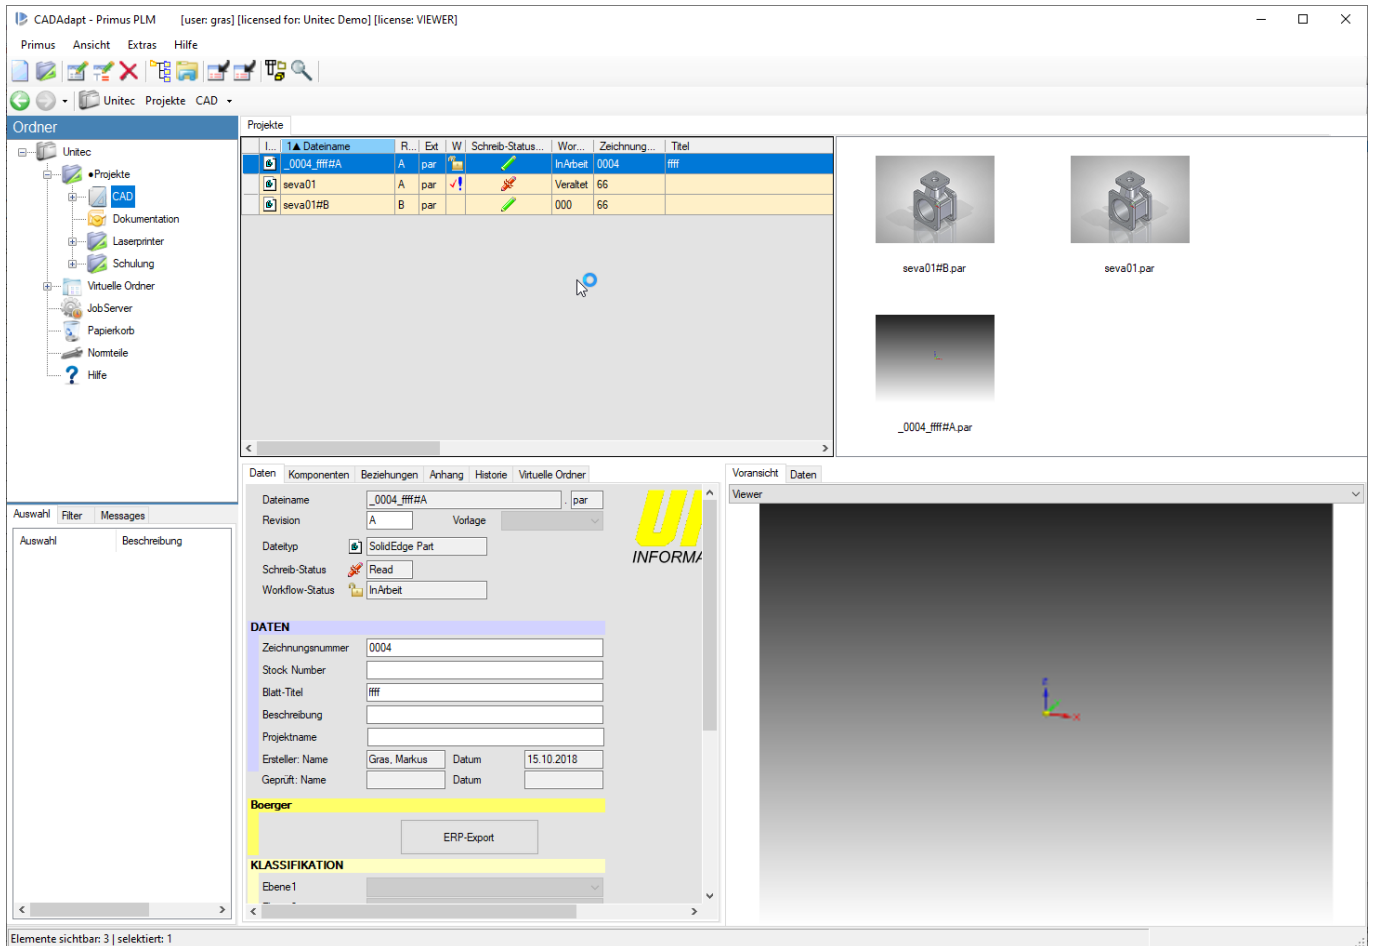 CADAdapt - Primus PLM [user: gras] [licensed for: Unitec Demo] [license: VIEWER]
Primus Ansicht Extras Hilfe
Unitec Projekte CAD
Ordner
Unitec
●Projekte
CAD
Dokumentation
Laserprinter
Schulung
Virtuelle Ordner
JobServer
Papierkorb
Normteile
Hilfe
Projekte
I... 1▲ Dateiname R... Ext W Schreib-Status... Wor... Zeichnung... Titel
_0004_ffff#A A par InArbeit 0004 ffff
seva01 A par Veraltet 66
seva01#B B par 000 66
seva01#B.par seva01.par
_0004_ffff#A.par
Auswahl Filter Messages
Auswahl Beschreibung
Daten Komponenten Beziehungen Anhang Historie Virtuelle Ordner
Dateiname _0004_ffff#A . par
Revision A Vorlage
Dateityp SolidEdge Part
Schreib-Status Read
Workflow-Status InArbeit
INFORMA
DATEN
Zeichnungsnummer 0004
Stock Number
Blatt-Titel ffff
Beschreibung
Projektname
Ersteller: Name Gras, Markus Datum 15.10.2018
Geprüft: Name Datum
Boerger
ERP-Export
KLASSIFIKATION
Ebene1
Voransicht Daten
Viewer
Z
X
Elemente sichtbar: 3 | selektiert: 1